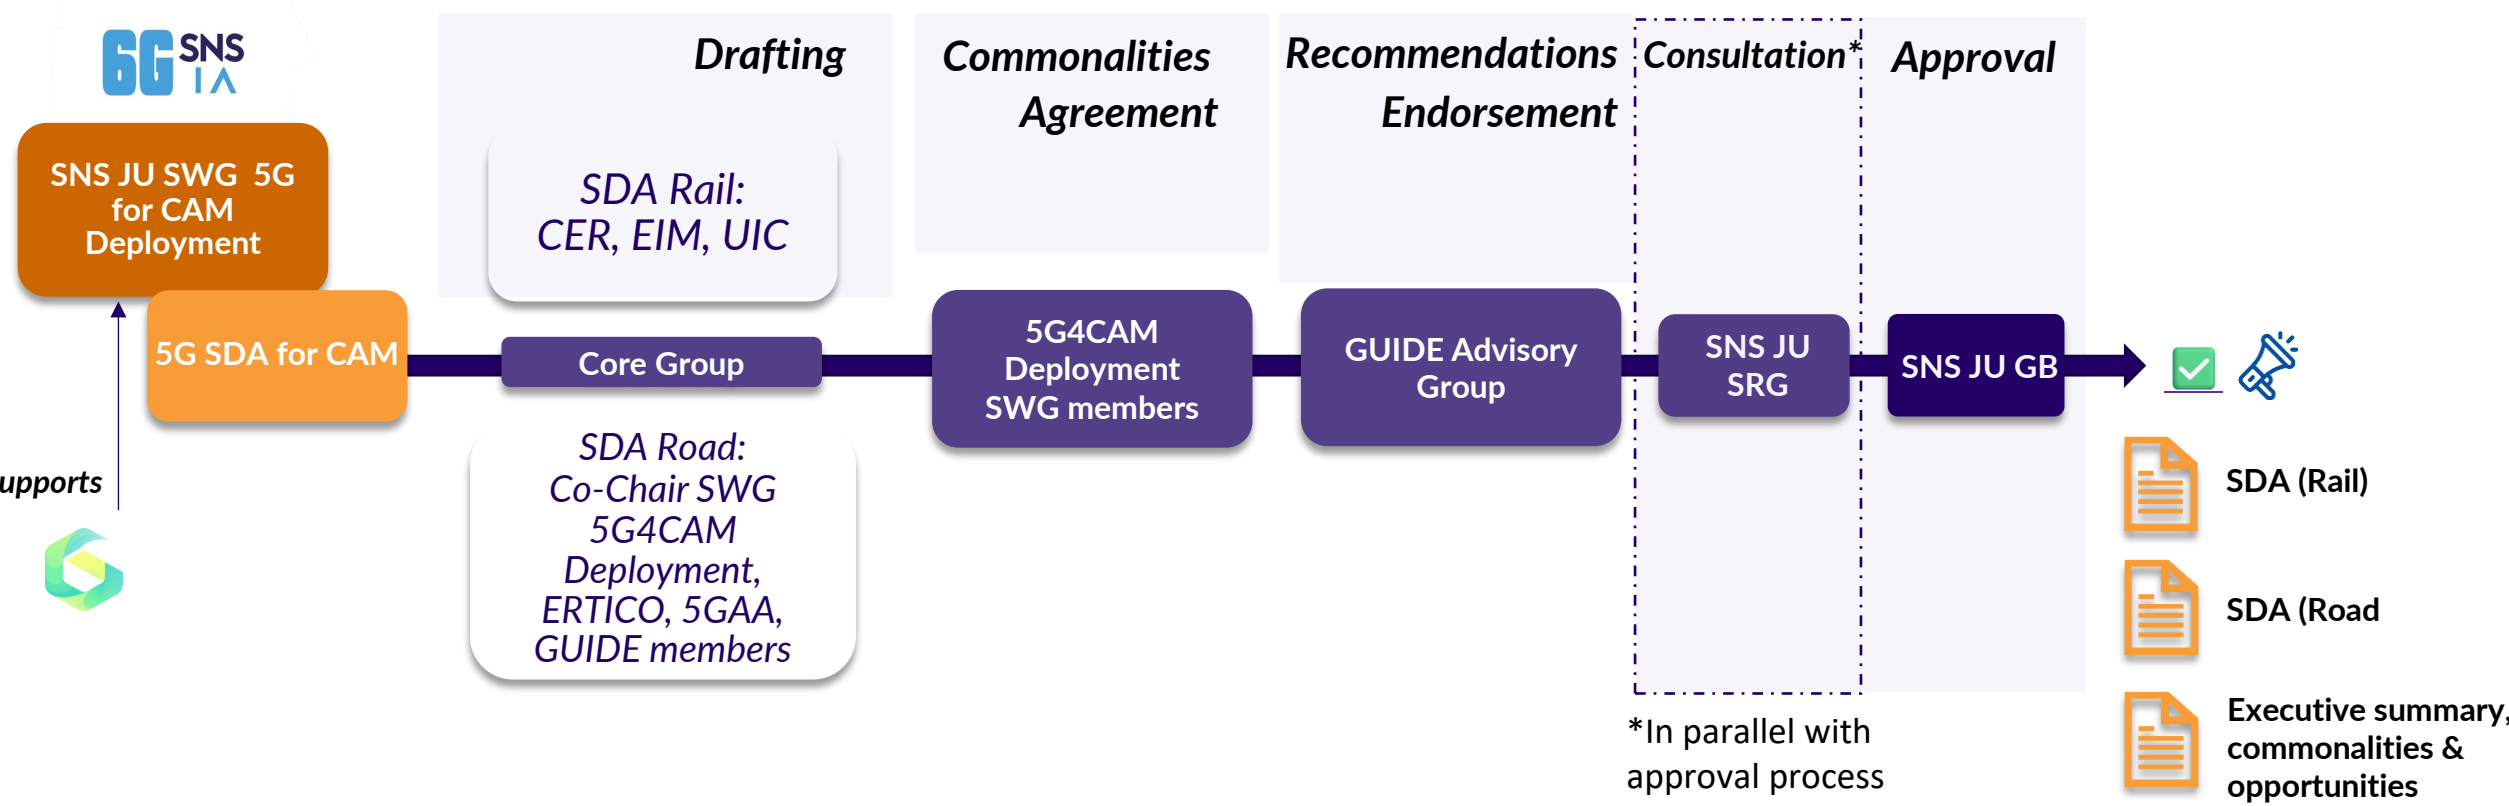 6G SNS
IA
SNS JU SWG 5G
for CAM
Deployment
5G SDA for CAM
upports
Drafting
SDA Rail:
CER, EIM, UIC
Core Group
SDA Road:
Co-Chair SWG
5G4CAM
Deployment,
ERTICO, 5GAA,
GUIDE members
Commonalities
Agreement
5G4CAM
Deployment
SWG members
Recommendations
Endorsement
GUIDE Advisory
Group
Consultation*
SNS JU
SRG
*In parallel with
approval process
Approval
SNS JU GB
SDA (Rail)
SDA (Road
Executive summary,
commonalities &
opportunities